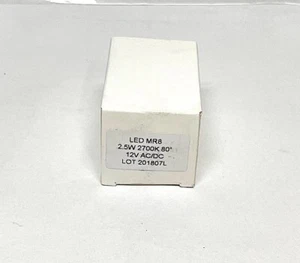 LED MR8
2.5W 2700K 80°
12V AC/DC
LOT 201807L